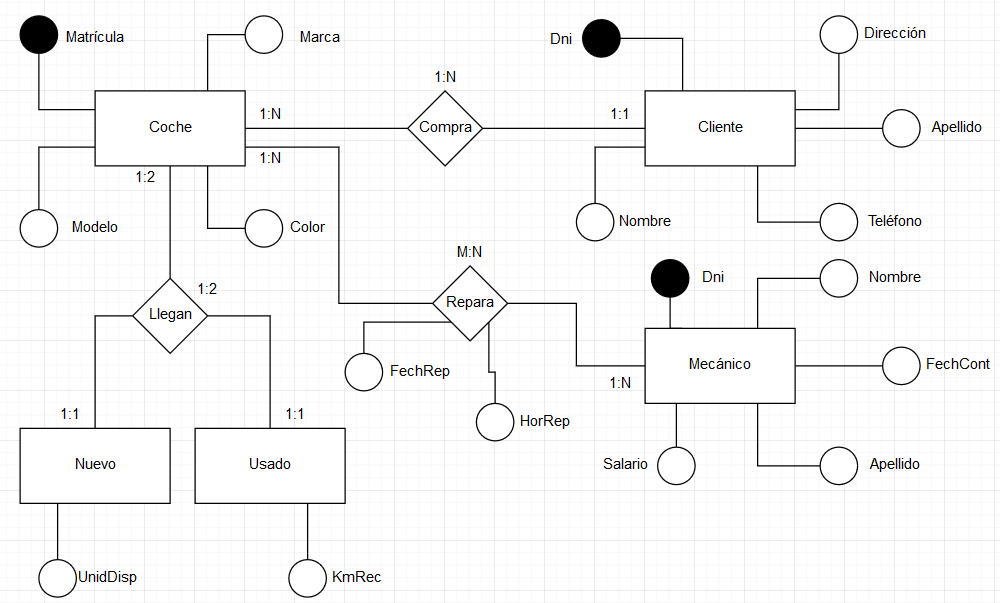 Matrícula
Marca
Dni
Dirección
1:N
1:N
Coche
Compra
1:1
Cliente
Apellido
1:N
1:2
Modelo
Color
Nombre
Teléfono
M:N
Dni
Nombre
1:2
Llegan
Repara
FechRep
Mecánico
FechCont
1:N
1:1
1:1
HorRep
Nuevo
Usado
Salario
Apellido
UnidDisp
KmRec